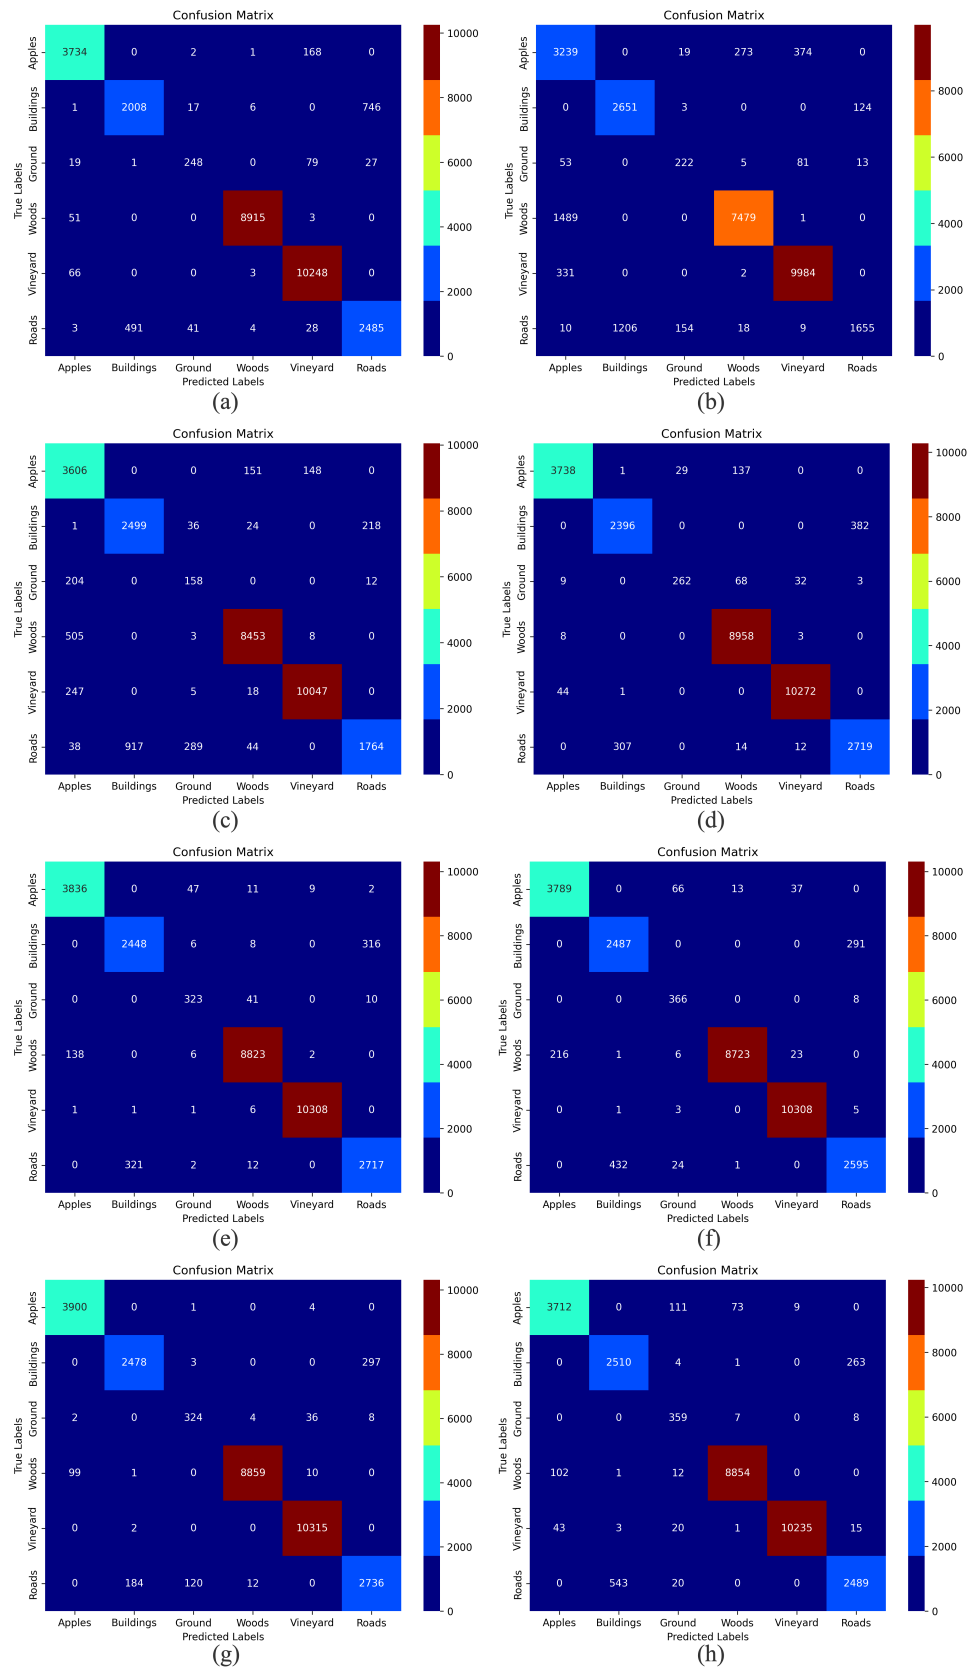 Confusion Matrix
Apples 3734 0 2 1 168 0
Buildings 1 2008 17 6 0 746
Ground 19 1 248 0 79 27
Woods 51 0 0 8915 3 0
Vineyard 66 0 0 3 10248 0
Roads 3 491 41 4 28 2485
True Labels
Apples Buildings Ground Woods Vineyard Roads
Predicted Labels
10000
8000
6000
4000
2000
0
(a)
Confusion Matrix
Apples 3239 0 19 273 374 0
Buildings 0 2651 3 0 0 124
Ground 53 0 222 5 81 13
Woods 1489 0 0 7479 1 0
Vineyard 331 0 0 2 9984 0
Roads 10 1206 154 18 9 1655
True Labels
Apples Buildings Ground Woods Vineyard Roads
Predicted Labels
8000
6000
4000
2000
0
(b)
Confusion Matrix
Apples 3606 0 0 151 148 0
Buildings 1 2499 36 24 0 218
Ground 204 0 158 0 0 12
Woods 505 0 3 8453 8 0
Vineyard 247 0 5 18 10047 0
Roads 38 917 289 44 0 1764
True Labels
Apples Buildings Ground Woods Vineyard Roads
Predicted Labels
10000
8000
6000
4000
2000
0
(c)
Confusion Matrix
Apples 3738 1 29 137 0 0
Buildings 0 2396 0 0 0 382
Ground 9 0 262 68 32 3
Woods 8 0 0 8958 3 0
Vineyard 44 1 0 0 10272 0
Roads 0 307 0 14 12 2719
True Labels
Apples Buildings Ground Woods Vineyard Roads
Predicted Labels
10000
8000
6000
4000
2000
0
(d)
Confusion Matrix
Apples 3836 0 47 11 9 2
Buildings 0 2448 6 8 0 316
Ground 0 0 323 41 0 10
Woods 138 0 6 8823 2 0
Vineyard 1 1 1 6 10308 0
Roads 0 321 2 12 0 2717
True Labels
Apples Buildings Ground Woods Vineyard Roads
Predicted Labels
10000
8000
6000
4000
2000
0
(e)
Confusion Matrix
Apples 3789 0 66 13 37 0
Buildings 0 2487 0 0 0 291
Ground 0 0 366 0 0 8
Woods 216 1 6 8723 23 0
Vineyard 0 1 3 0 10308 5
Roads 0 432 24 1 0 2595
True Labels
Apples Buildings Ground Woods Vineyard Roads
Predicted Labels
10000
8000
6000
4000
2000
0
(f)
Confusion Matrix
Apples 3900 0 1 0 4 0
Buildings 0 2478 3 0 0 297
Ground 2 0 324 4 36 8
Woods 99 1 0 8859 10 0
Vineyard 0 2 0 0 10315 0
Roads 0 184 120 12 0 2736
True Labels
Apples Buildings Ground Woods Vineyard Roads
Predicted Labels
10000
8000
6000
4000
2000
0
(g)
Confusion Matrix
Apples 3712 0 111 73 9 0
Buildings 0 2510 4 1 0 263
Ground 0 0 359 7 0 8
Woods 102 1 12 8854 0 0
Vineyard 43 3 20 1 10235 15
Roads 0 543 20 0 0 2489
True Labels
Apples Buildings Ground Woods Vineyard Roads
Predicted Labels
10000
8000
6000
4000
2000
0
(h)